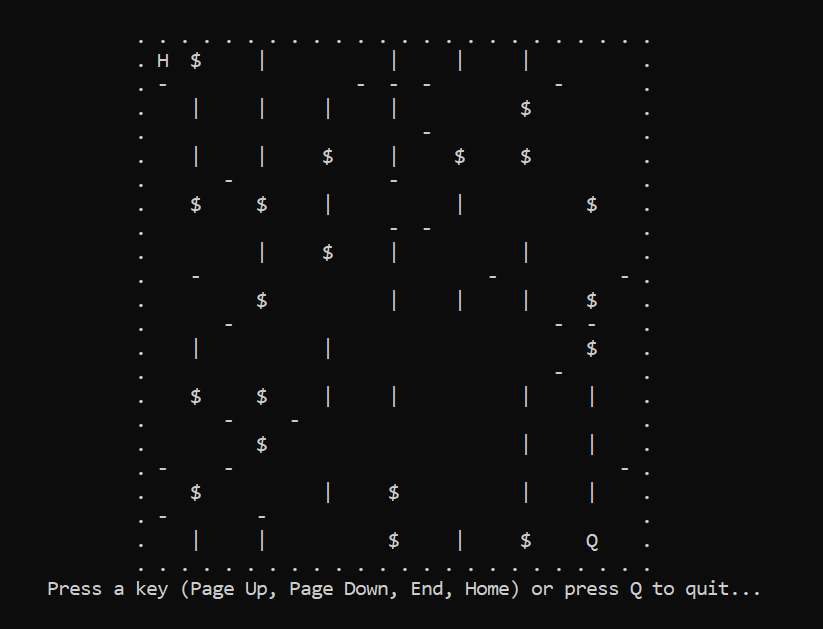 . . . . . . . . . . . . . . . . . . . . . . . .
. H  $     |           |     |     |          .
. -                 -  -  -           -       .
.    |     |     |     |           $          .
.                         -                   .
.    |     |     $     |     $     $          .
.       -              -                      .
.    $     $     |           |           $    .
.                      -  -                   .
.          |     $     |           |          .
.    -                          -           - .
.          $           |     |     |     $    .
.       -                             -  -    .
.    |           |                       $    .
.                                     -       .
.    $     $     |     |           |     |    .
.       -     -                               .
.          $                       |     |    .
. -     -                                   - .
.    $           |     $           |     |    .
. -        -                                  .
.    |     |           $     |     $     Q    .
. . . . . . . . . . . . . . . . . . . . . . . .
Press a key (Page Up, Page Down, End, Home) or press Q to quit...